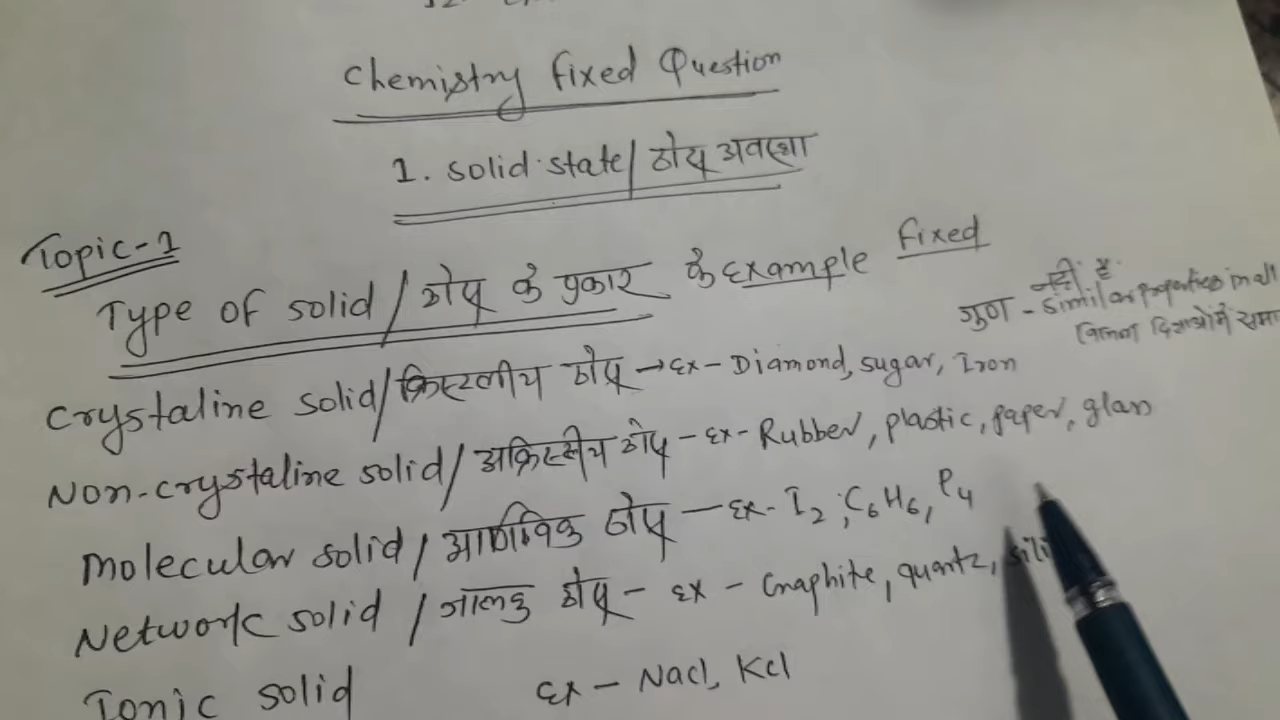 Chemistry fixed Question
1. Solid state/ठोस अवस्था
Topic-1
Type of solid/ठोस के प्रकार के Example fixed
नहीं है
गुण - similar properties in all
दिशाओं में समा
Crystaline solid/क्रिस्टलीय ठोस → Ex- Diamond, sugar, Iron
Non-crystaline solid/अक्रिस्टलीय ठोस - Ex- Rubber, plastic, paper, glass
Molecular solid/आणविक ठोस - Ex- I2, C6H6, P4
Network solid/जालक ठोस - Ex - Graphite, quartz,
Ionic solid Ex - Nacl, Kcl